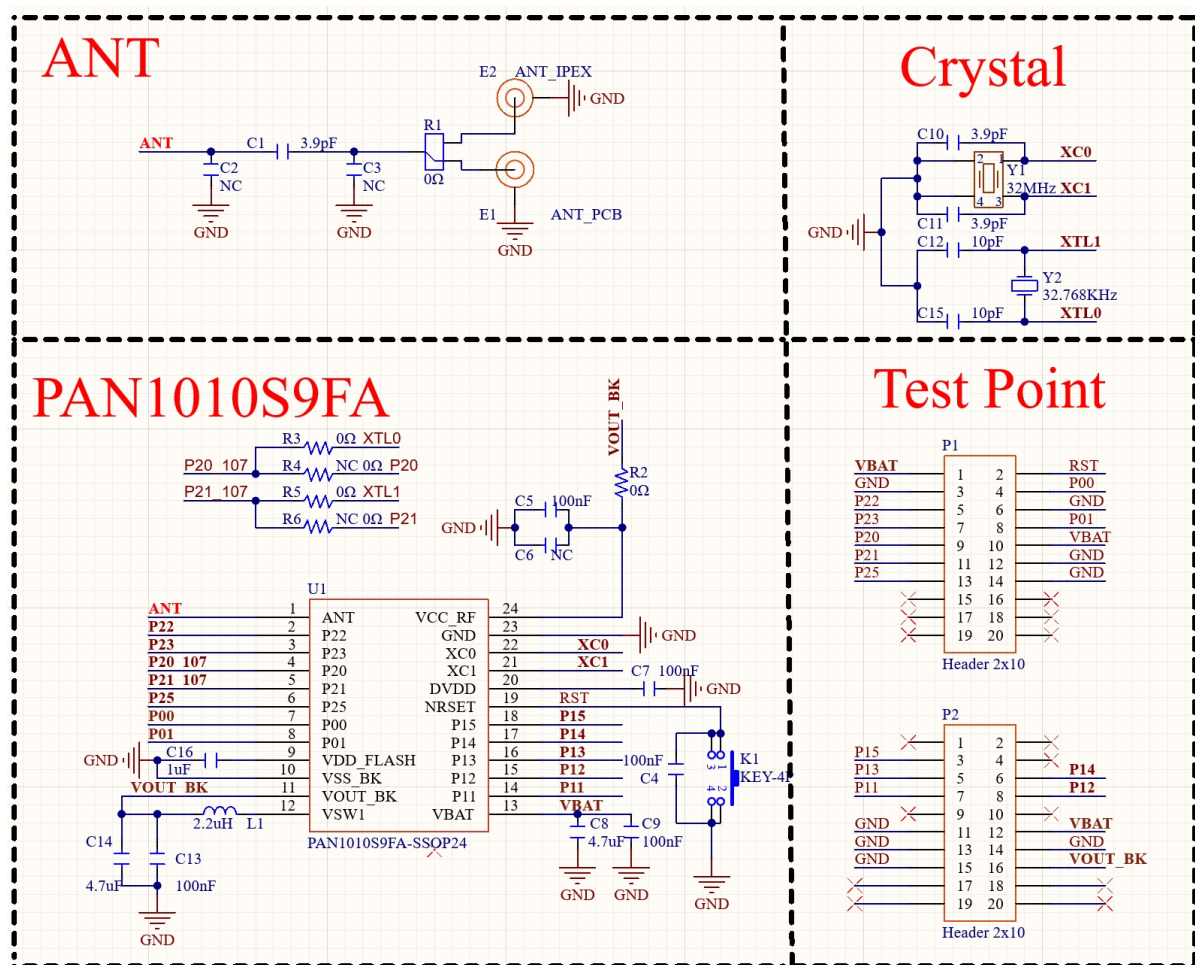 ANT
E2 ANT_IPEX
GND
ANT
C1 3.9pF
R1
C2
NC
C3
NC
0Ω
GND
GND
E1 ANT_PCB
GND
Crystal
C10 3.9pF
2 1
XC0
Y1
32MHz XC1
4 3
C11 3.9pF
GND
C12 10pF XTL1
Y2
32.768KHz
C15 10pF XTL0
PAN1010S9FA
VOUT_BK
R3 0Ω XTL0
P20_107 R4 NC 0Ω P20
P21_107 R5 0Ω XTL1
R6 NC 0Ω P21
R2
0Ω
C5 100nF
GND
C6 NC
U1
ANT 1 ANT VCC_RF 24
P22 2 P22 GND 23 GND
P23 3 P23 XC0 22 XC0
P20_107 4 P20 XC1 21 XC1
C7 100nF
P21_107 5 P21 DVDD 20 GND
P25 6 P25 NRSET 19 RST
P00 7 P00 P15 18 P15
P01 8 P01 P14 17 P14
GND C16 9 VDD_FLASH P13 16 P13
1uF 10 VSS_BK P12 15 P12
VOUT_BK 11 VOUT_BK P11 14 P11
12 VSW1 VBAT 13 VBAT
2.2uH L1
C14
4.7uF
C13
100nF
GND
PAN1010S9FA-SSOP24
100nF
C4
3 1
4 2
K1
KEY-4
C8
4.7uF
C9
100nF
GND
GND
GND
Test Point
P1
VBAT 1 2 RST
GND 3 4 P00
P22 5 6 GND
P23 7 8 P01
P20 9 10 VBAT
P21 11 12 GND
P25 13 14 GND
15 16
17 18
19 20
Header 2x10
P2
1 2
P15 3 4
P13 5 6 P14
P11 7 8 P12
9 10
GND 11 12 VBAT
GND 13 14 GND
GND 15 16 VOUT_BK
17 18
19 20
Header 2x10